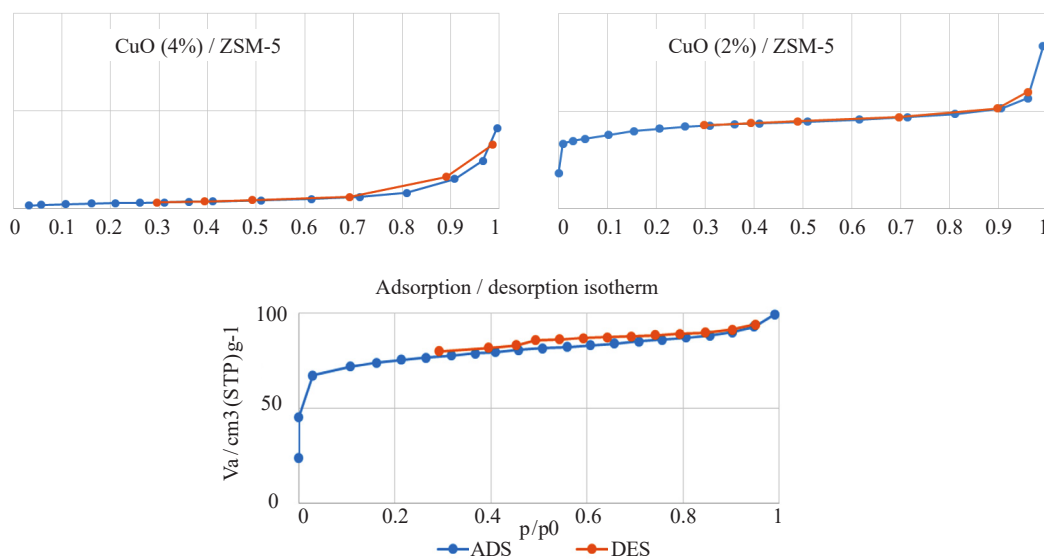 CuO (4%) / ZSM-5
0 0.1 0.2 0.3 0.4 0.5 0.6 0.7 0.8 0.9 1
CuO (2%) / ZSM-5
0 0.1 0.2 0.3 0.4 0.5 0.6 0.7 0.8 0.9 1
Adsorption / desorption isotherm
Va / cm3 (STP) g-1
100
50
0
0 0.2 0.4 0.6 0.8 1
p/p0
ADS DES